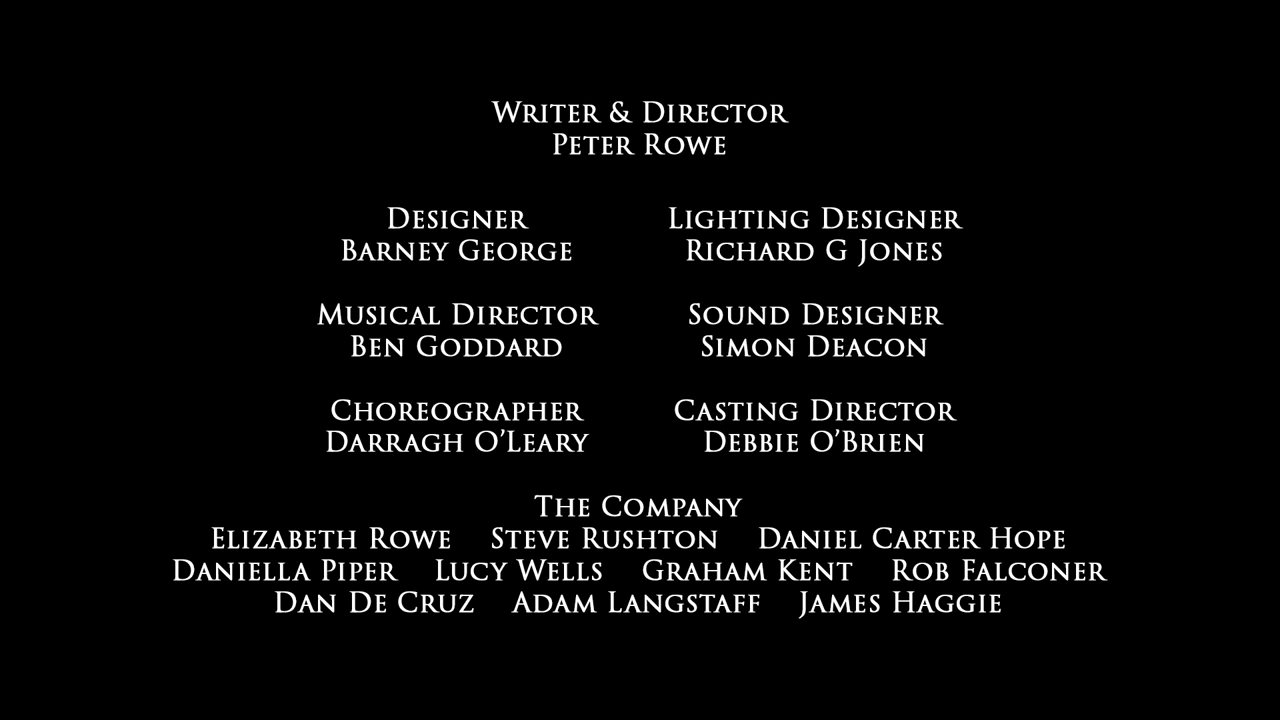 Writer & Director
Peter Rowe
Designer
Barney George
Lighting Designer
Richard G Jones
Musical Director
Ben Goddard
Sound Designer
Simon Deacon
Choreographer
Darragh O'Leary
Casting Director
Debbie O'Brien
The Company
Elizabeth Rowe Steve Rushton Daniel Carter Hope
Daniella Piper Lucy Wells Graham Kent Rob Falconer
Dan De Cruz Adam Langstaff James Haggie